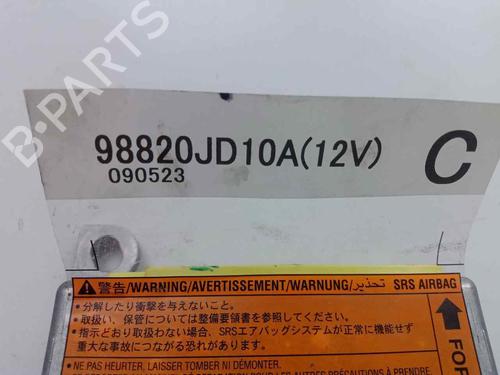 B-PARTS
98820JD10A(12V) C
090523
警告/WARNING/AVERTISSEMENT/WARNUNG/تحذير SRS AIRBAG
・分解したり衝撃を与えないこと。
・取扱い、保管については整備要領書を参照してください。
・指示どおり取扱わない場合、SRSエアバッグシステムが正常に機能せず
重大な事故につながる恐れがあります。
・NE PAS HEURTER, LAISSER TOMBER NI DÉMONTER.
FOR